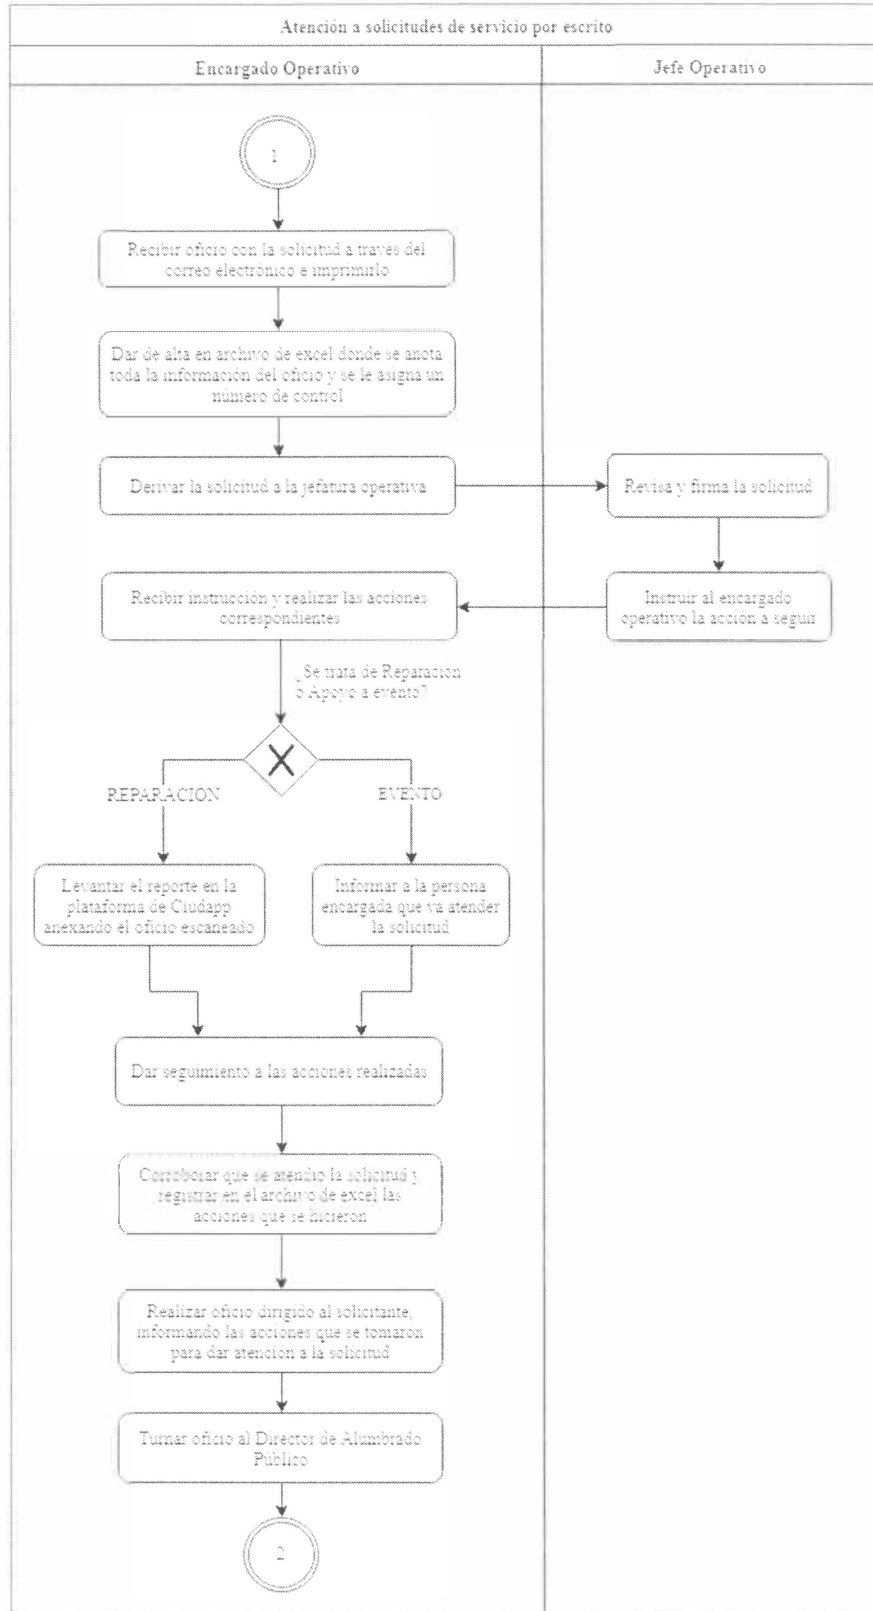 Atención a solicitudes de servicio por escrito
Encargado Operativo
Jefe Operativo
1
Recibir oficio con la solicitud a traves del
correo electrónico e imprimirlo
Dar de alta en archivo de excel donde se anota
toda la información del oficio y se le asigna un
número de control
Derivar la solicitud a la jefatura operativa
Revisa y firma la solicitud
Recibir instrucción y realizar las acciones
correspondientes
Instruir al encargado
operativo la acción a seguir
¿Se trata de Reparacion
o Apoyo a evento?
REPARACION
EVENTO
Levantar el reporte en la
plataforma de Ciudapp
anexando el oficio escaneado
Informar a la persona
encargada que va atender
la solicitud
Dar seguimiento a las acciones realizadas
Corroborar que se atendio la solicitud y
registrar en el archivo de excel las
acciones que se hicieron
Realizar oficio dirigido al solicitante,
informando las acciones que se tomaron
para dar atencion a la solicitud
Turnar oficio al Director de Alumbrado
Público
2